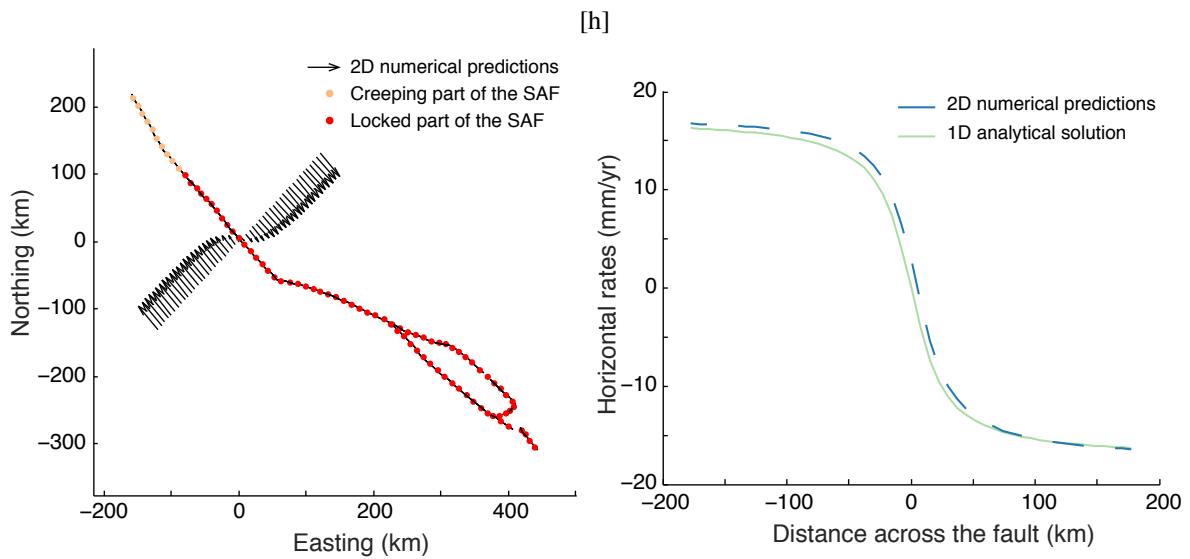 [h]
2D numerical predictions
Creeping part of the SAF
Locked part of the SAF
200
100
0
−100
−200
−300
Northing (km)
−200
0
200
400
Easting (km)
2D numerical predictions
1D analytical solution
20
10
0
−10
−20
Horizontal rates (mm/yr)
−200
−100
0
100
200
Distance across the fault (km)